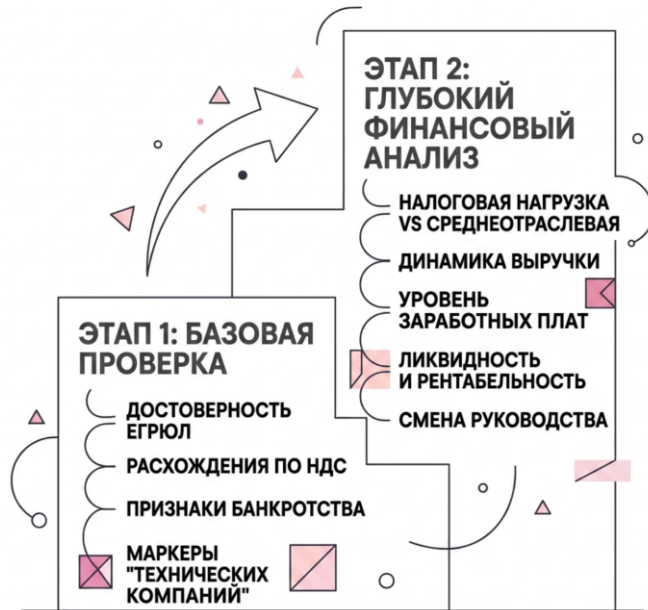 ЭТАП 1: БАЗОВАЯ
ПРОВЕРКА
ДОСТОВЕРНОСТЬ
ЕГРЮЛ
РАСХОЖДЕНИЯ ПО НДС
ПРИЗНАКИ БАНКРОТСТВА
МАРКЕРЫ
"ТЕХНИЧЕСКИХ
КОМПАНИЙ"
ЭТАП 2:
ГЛУБОКИЙ
ФИНАНСОВЫЙ
АНАЛИЗ
НАЛОГОВАЯ НАГРУЗКА
VS СРЕДНЕОТРАСЛЕВАЯ
ДИНАМИКА ВЫРУЧКИ
УРОВЕНЬ
ЗАРАБОТНЫХ ПЛАТ
ЛИКВИДНОСТЬ
И РЕНТАБЕЛЬНОСТЬ
СМЕНА РУКОВОДСТВА